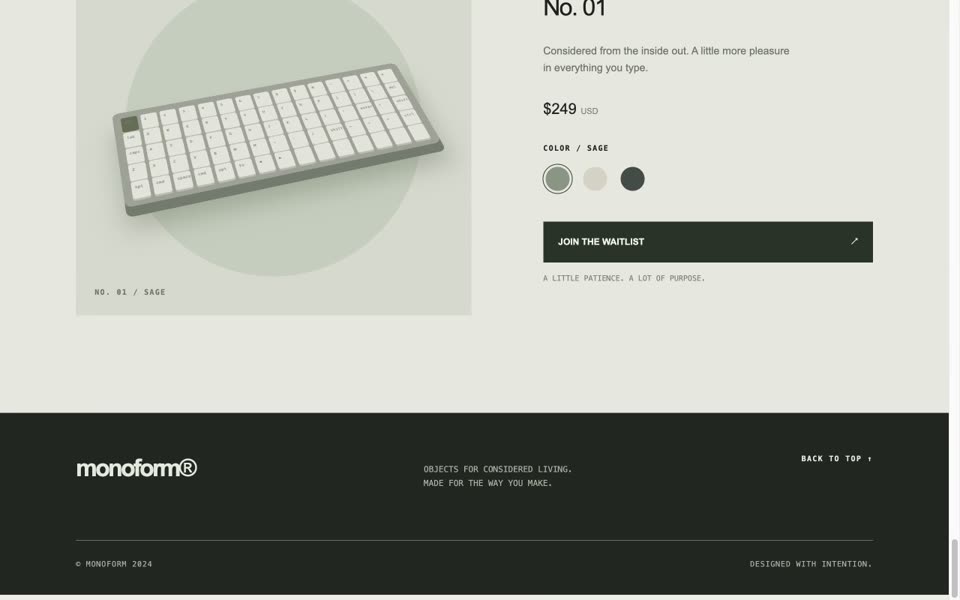 No. 01
Considered from the inside out. A little more pleasure
in everything you type.
$249 USD
COLOR / SAGE
JOIN THE WAITLIST ↗
A LITTLE PATIENCE. A LOT OF PURPOSE.
NO. 01 / SAGE
monoform®
OBJECTS FOR CONSIDERED LIVING.
MADE FOR THE WAY YOU MAKE.
BACK TO TOP ↑
© MONOFORM 2024
DESIGNED WITH INTENTION.